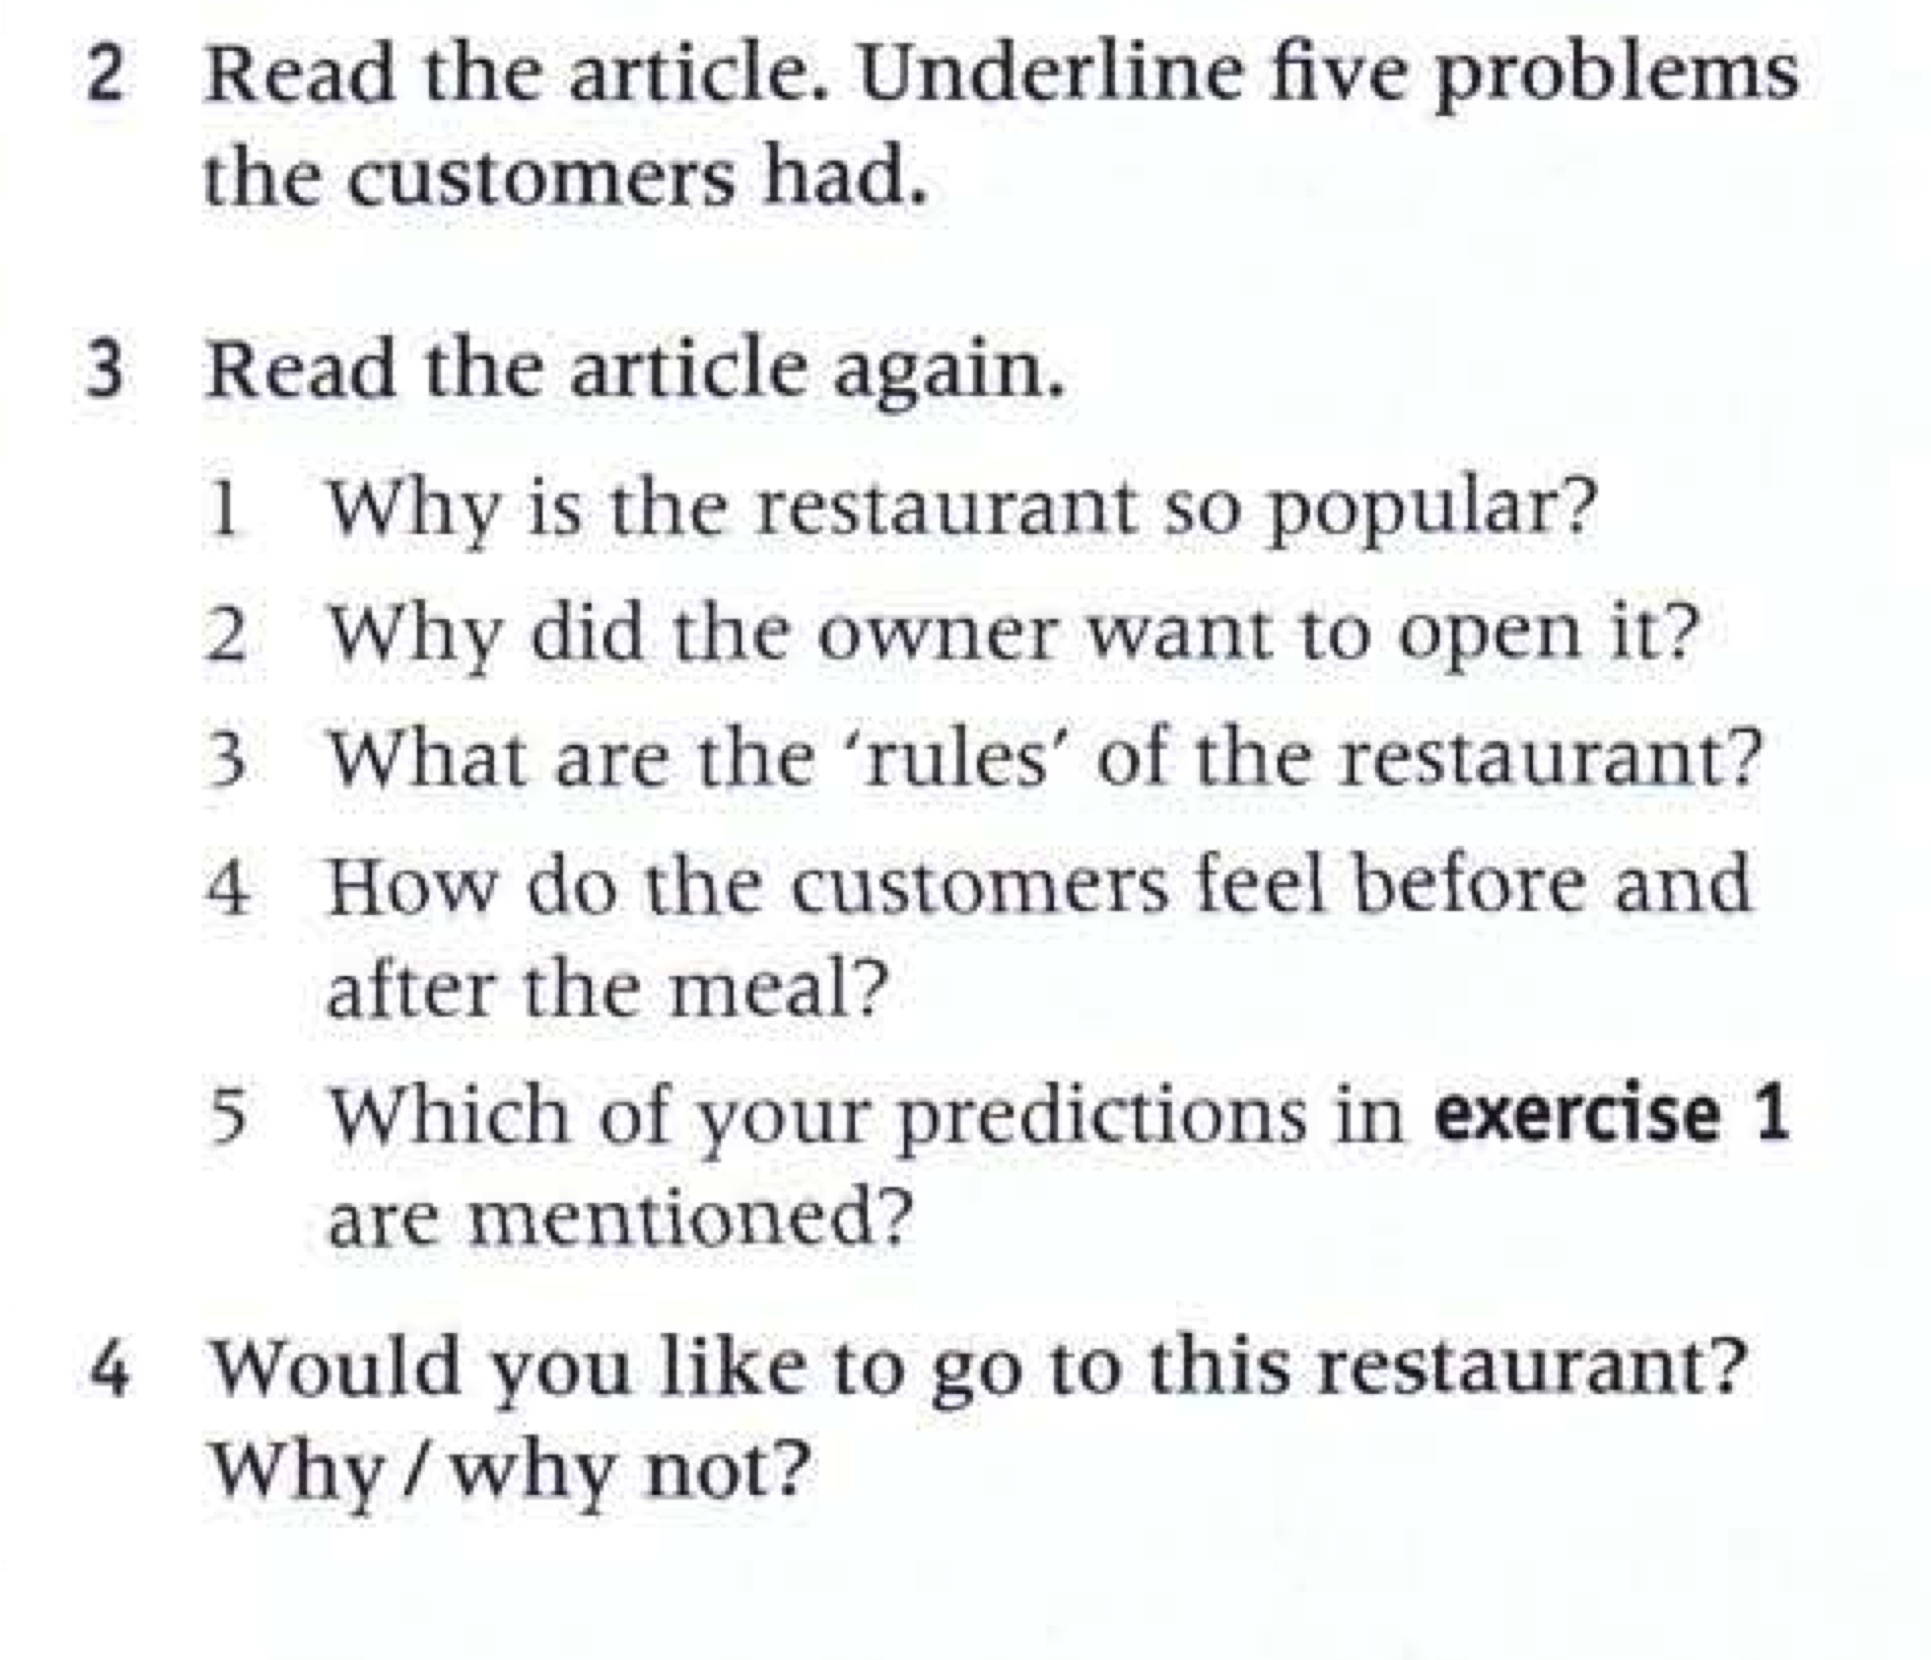 2 Read the article. Underline five problems
the customers had.
3 Read the article again.
1 Why is the restaurant so popular?
2 Why did the owner want to open it?
3 What are the ‘rules’ of the restaurant?
4 How do the customers feel before and
after the meal?
5 Which of your predictions in exercise 1
are mentioned?
4 Would you like to go to this restaurant?
Why / why not?